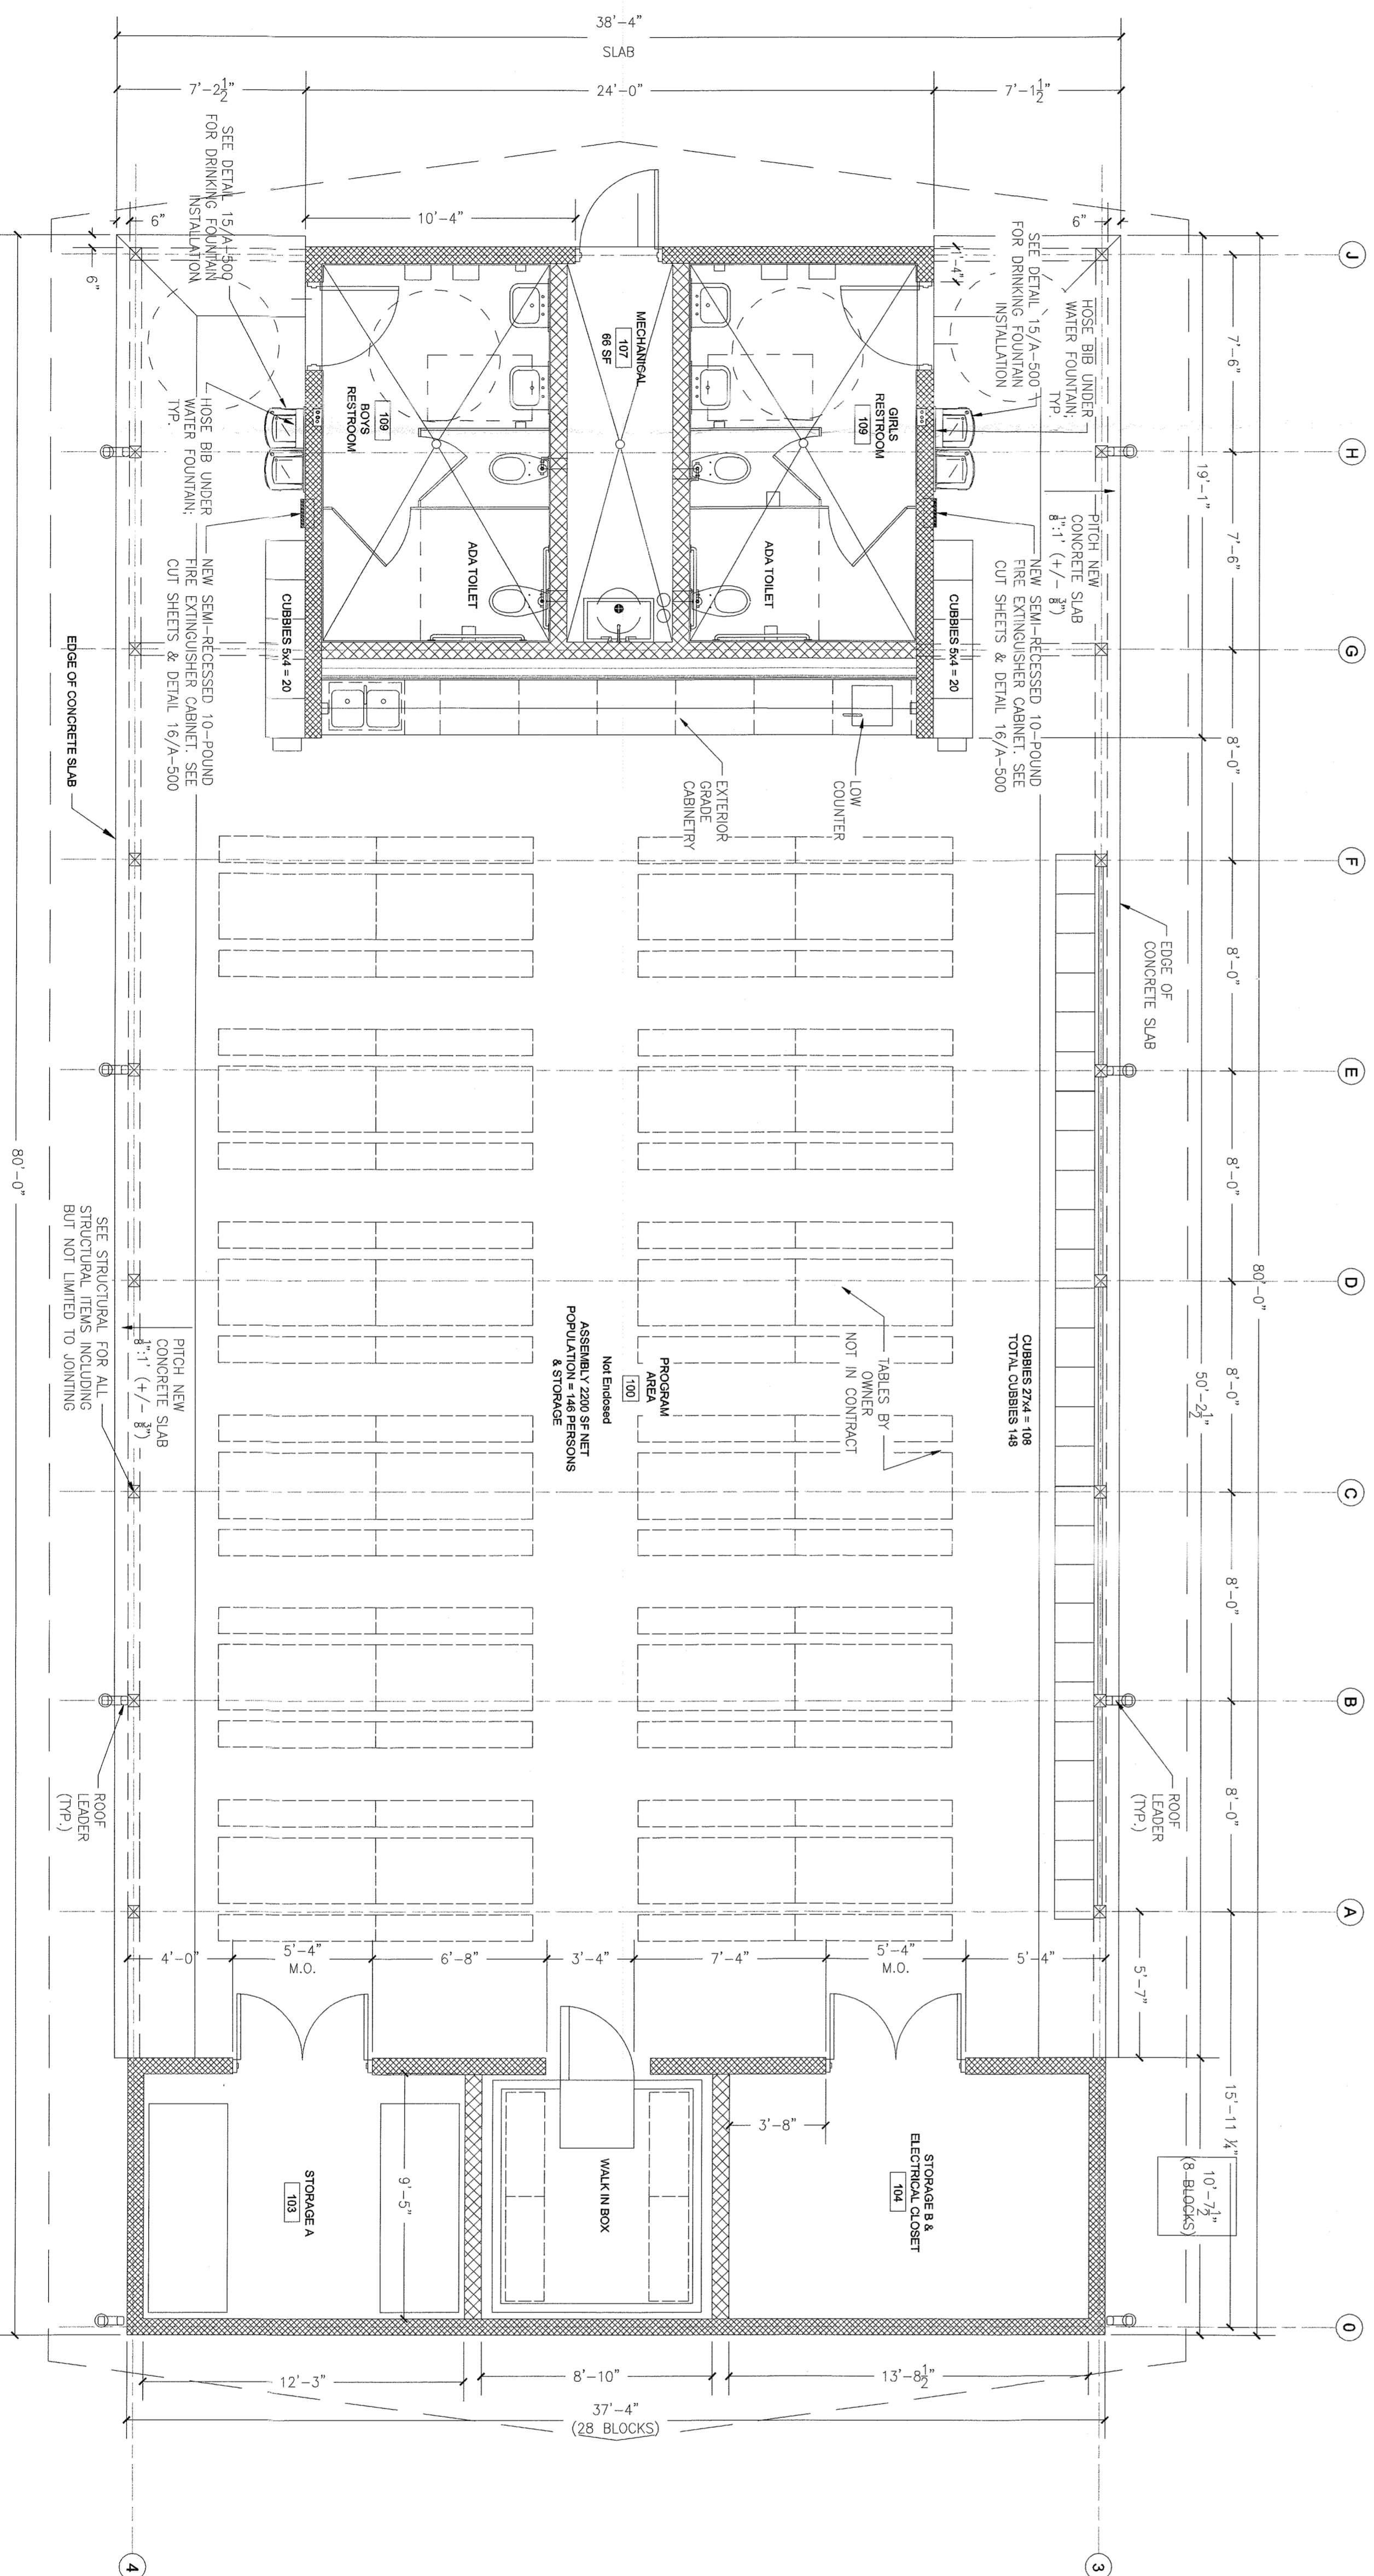 38'-4"
SLAB
7'-2½"
24'-0"
7'-1½"
SEE DETAIL 15/A-500
FOR DRINKING FOUNTAIN
INSTALLATION
6"
6"
10'-4"
6"
1'-4"
SEE DETAIL 15/A-500
FOR DRINKING FOUNTAIN
INSTALLATION
HOSE BIB UNDER
WATER FOUNTAIN;
TYP.
J
7'-6"
MECHANICAL
107
66 SF
BOYS
RESTROOM
109
GIRLS
RESTROOM
109
HOSE BIB UNDER
WATER FOUNTAIN;
TYP.
H
19'-1"
7'-6"
PITCH NEW
CONCRETE SLAB
⅛":1' (+/- ⅜")
NEW SEMI-RECESSED 10-POUND
FIRE EXTINGUISHER CABINET. SEE
CUT SHEETS & DETAIL 16/A-500
NEW SEMI-RECESSED 10-POUND
FIRE EXTINGUISHER CABINET. SEE
CUT SHEETS & DETAIL 16/A-500
ADA TOILET
ADA TOILET
CUBBIES 5x4 = 20
CUBBIES 5x4 = 20
EDGE OF CONCRETE SLAB
G
8'-0"
LOW
COUNTER
EXTERIOR
GRADE
CABINETRY
F
8'-0"
EDGE OF
CONCRETE SLAB
E
8'-0"
80'-0"
80'-0"
SEE STRUCTURAL FOR ALL
STRUCTURAL ITEMS INCLUDING
BUT NOT LIMITED TO JOINTING
PITCH NEW
CONCRETE SLAB
⅛":1' (+/- ⅜")
D
8'-0"
50'-2½"
CUBBIES 27x4 = 108
TOTAL CUBBIES 148
TABLES BY
OWNER
NOT IN CONTRACT
PROGRAM
AREA
100
Not Enclosed
ASSEMBLY 2200 SF NET
POPULATION = 146 PERSONS
& STORAGE
C
8'-0"
B
8'-0"
ROOF
LEADER
(TYP.)
ROOF
LEADER
(TYP.)
A
4'-0"
5'-4"
M.O.
6'-8"
3'-4"
7'-4"
5'-4"
M.O.
5'-4"
5'-7"
15'-11 ¼"
10'-7½"
(8 BLOCKS)
3'-8"
9'-5"
STORAGE A
103
WALK IN BOX
STORAGE B &
ELECTRICAL CLOSET
104
0
12'-3"
8'-10"
13'-8½"
37'-4"
(28 BLOCKS)
4
3